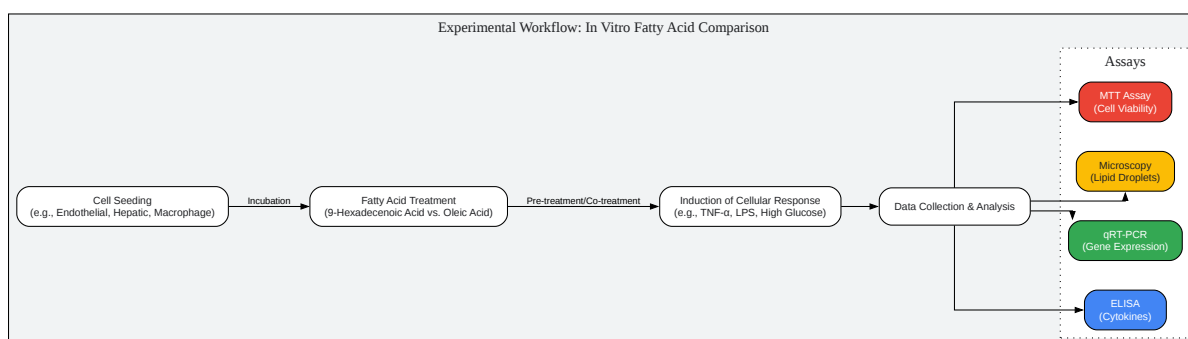 Experimental Workflow: In Vitro Fatty Acid Comparison
Assays
MTT Assay
(Cell Viability)
Microscopy
(Lipid Droplets)
Cell Seeding
(e.g., Endothelial, Hepatic, Macrophage)
Incubation
Fatty Acid Treatment
(9-Hexadecenoic Acid vs. Oleic Acid)
Pre-treatment/Co-treatment
Induction of Cellular Response
(e.g., TNF-α, LPS, High Glucose)
Data Collection & Analysis
qRT-PCR
(Gene Expression)
ELISA
(Cytokines)